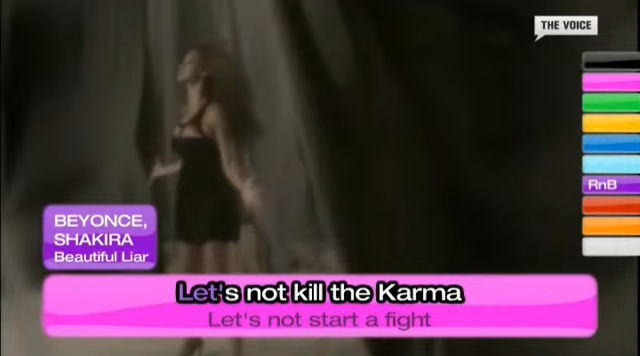 THE VOICE
RnB
BEYONCE,
SHAKIRA
Beautiful Liar
Let's not kill the Karma
Let's not start a fight